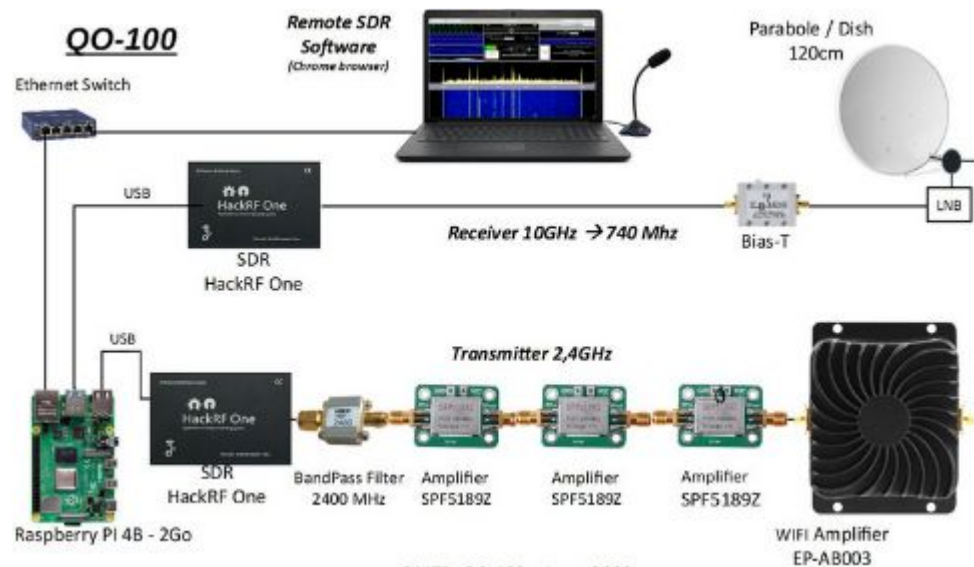 QO-100
Remote SDR
Software
(Chrome browser)
Parabole / Dish
120cm
Ethernet Switch
USB
HackRF One
LNB
Receiver 10GHz → 740 Mhz
Bias-T
SDR
HackRF One
USB
Transmitter 2,4GHz
HackRF One
2400
SDR
HackRF One
BandPass Filter
2400 MHz
Amplifier
SPF5189Z
Amplifier
SPF5189Z
Amplifier
SPF5189Z
Raspberry PI 4B - 2Go
WIFI Amplifier
EP-AB003